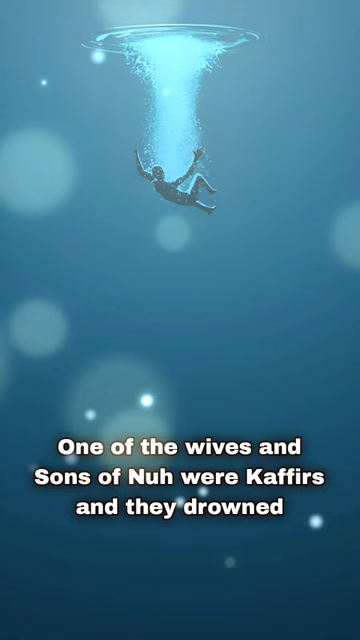 One of the wives and
Sons of Nuh were Kaffirs
and they drowned